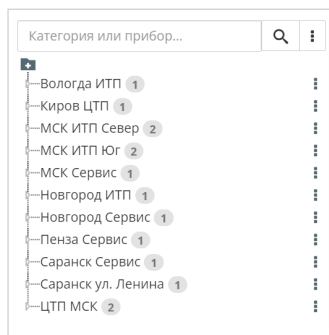 Категория или прибор...
Вологда ИТП 1
Киров ЦТП 1
МСК ИТП Север 2
МСК ИТП Юг 2
МСК Сервис 1
Новгород ИТП 1
Новгород Сервис 1
Пенза Сервис 1
Саранск Сервис 1
Саранск ул. Ленина 1
ЦТП МСК 2